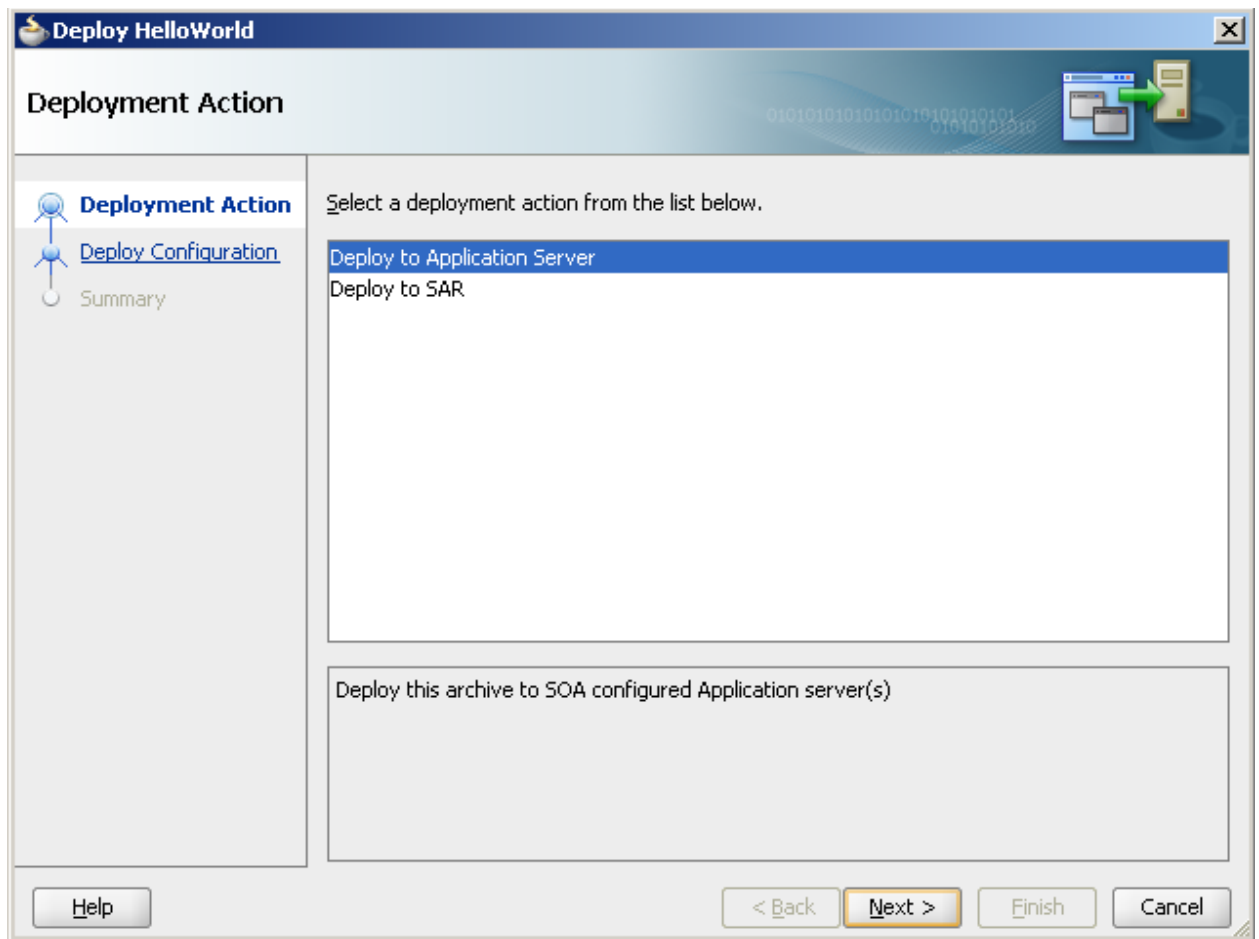 Deploy HelloWorld
Deployment Action
Deployment Action
Deploy Configuration
Summary
Select a deployment action from the list below.
Deploy to Application Server
Deploy to SAR
Deploy this archive to SOA configured Application server(s)
Help
< Back
Next >
Finish
Cancel